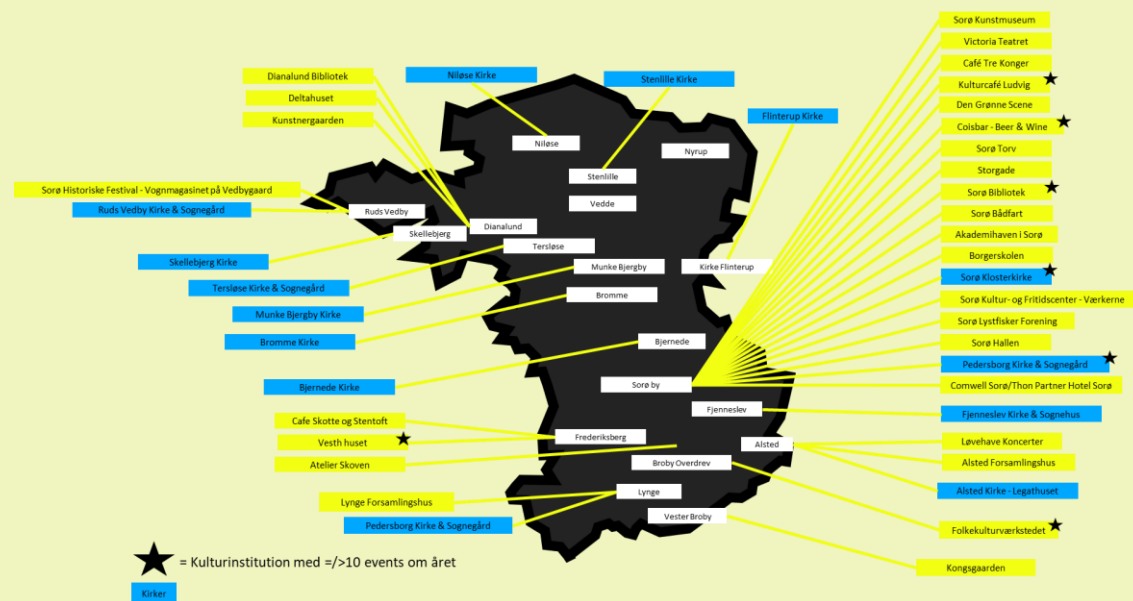 Sorø Kunstmuseum
Victoria Teatret
Café Tre Konger
Kulturcafé Ludvig
Den Grønne Scene
Coisbar - Beer & Wine
Sorø Torv
Storgade
Sorø Bibliotek
Sorø Bådfart
Akademihaven i Sorø
Borgerskolen
Sorø Klosterkirke
Sorø Kultur- og Fritidscenter - Værkerne
Sorø Lystfisker Forening
Sorø Hallen
Pedersborg Kirke & Sognegård
Comwell Sorø/Thon Partner Hotel Sorø
Fjenneslev Kirke & Sognehus
Løvehave Koncerter
Alsted Forsamlingshus
Alsted Kirke - Legathuset
Folkekulturværkstedet
Kongsgaarden
Niløse Kirke
Stenlille Kirke
Flinterup Kirke
Dianalund Bibliotek
Deltahuset
Kunstnergaarden
Sorø Historiske Festival - Vognmagasinet på Vedbygaard
Ruds Vedby Kirke & Sognegård
Skellebjerg Kirke
Tersløse Kirke & Sognegård
Munke Bjergby Kirke
Bromme Kirke
Bjernede Kirke
Cafe Skotte og Stentoft
Vesth huset
Atelier Skoven
Lynge Forsamlingshus
Pedersborg Kirke & Sognegård
Niløse
Nyrup
Stenlille
Vedde
Ruds Vedby
Dianalund
Skellebjerg
Tersløse
Munke Bjergby
Kirke Flinterup
Bromme
Bjernede
Sorø by
Fjenneslev
Frederiksberg
Alsted
Broby Overdrev
Lynge
Vester Broby
= Kulturinstitution med =/>10 events om året
Kirker